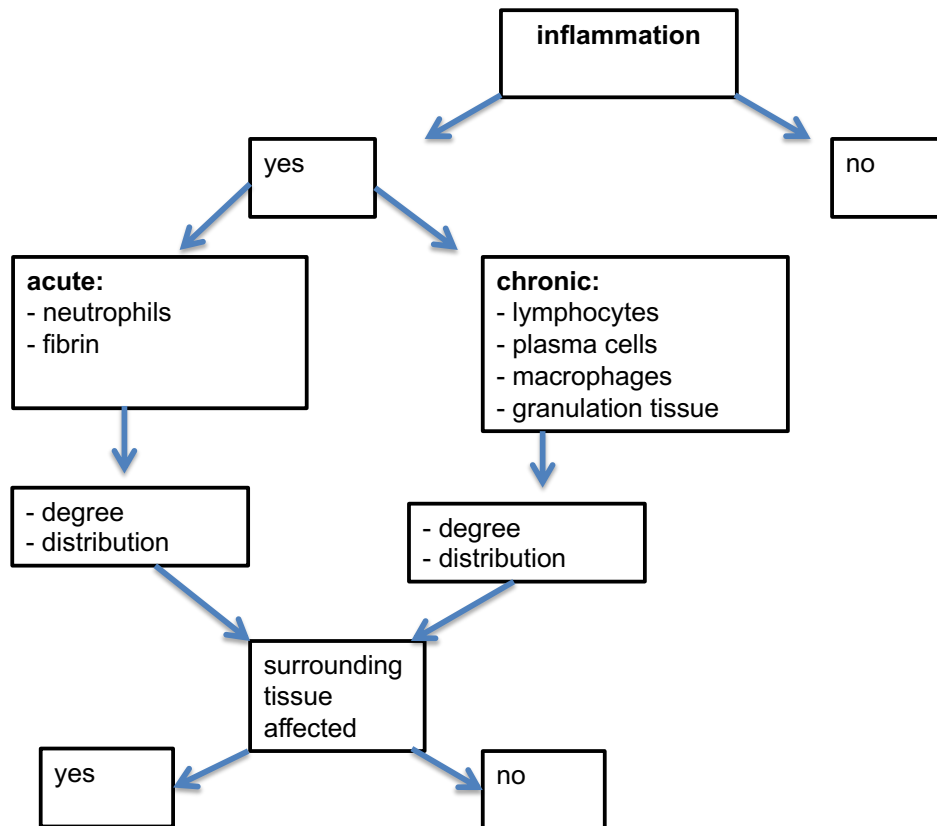 inflammation
yes
no
acute:
- neutrophils
- fibrin
chronic:
- lymphocytes
- plasma cells
- macrophages
- granulation tissue
- degree
- distribution
- degree
- distribution
surrounding
tissue
affected
yes
no